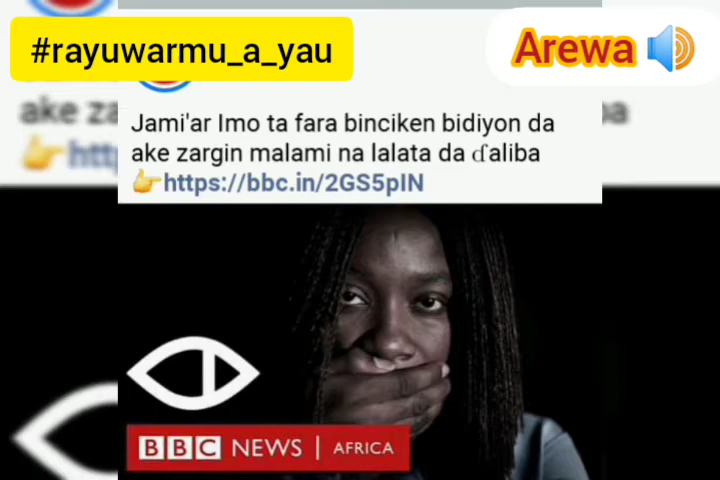 #rayuwarmu_a_yau
Arewa
Jami'ar Imo ta fara binciken bidiyon da
ake zargin malami na lalata da ɗaliba
👉https://bbc.in/2GS5pIN
BBC NEWS | AFRICA